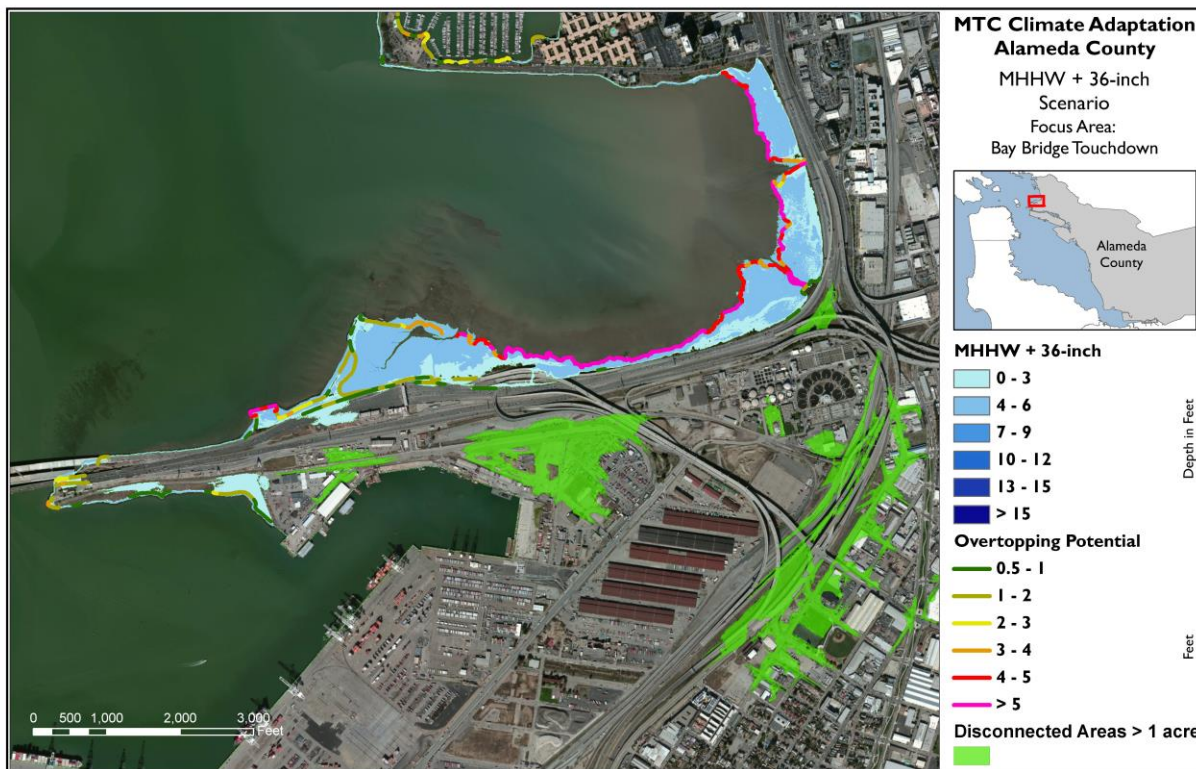 MTC Climate Adaptation
Alameda County
MHHW + 36-inch
Scenario
Focus Area:
Bay Bridge Touchdown
Alameda
County
MHHW + 36-inch
0 - 3
4 - 6
7 - 9
10 - 12
13 - 15
> 15
Depth in Feet
Overtopping Potential
0.5 - 1
1 - 2
2 - 3
3 - 4
4 - 5
> 5
Feet
Disconnected Areas > 1 acre
0 500 1,000 2,000 3,000
Feet